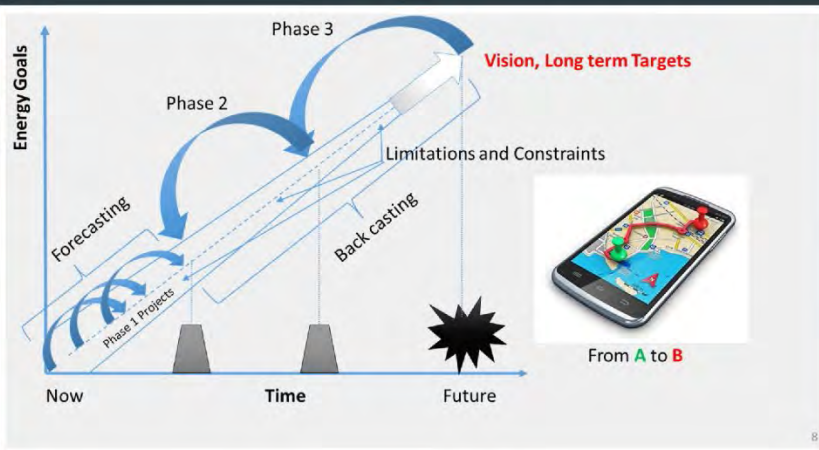 Phase 3
Vision, Long term Targets
Energy Goals
Phase 2
Limitations and Constraints
Forecasting
Back casting
Phase 1 Projects
From A to B
Now
Time
Future
8